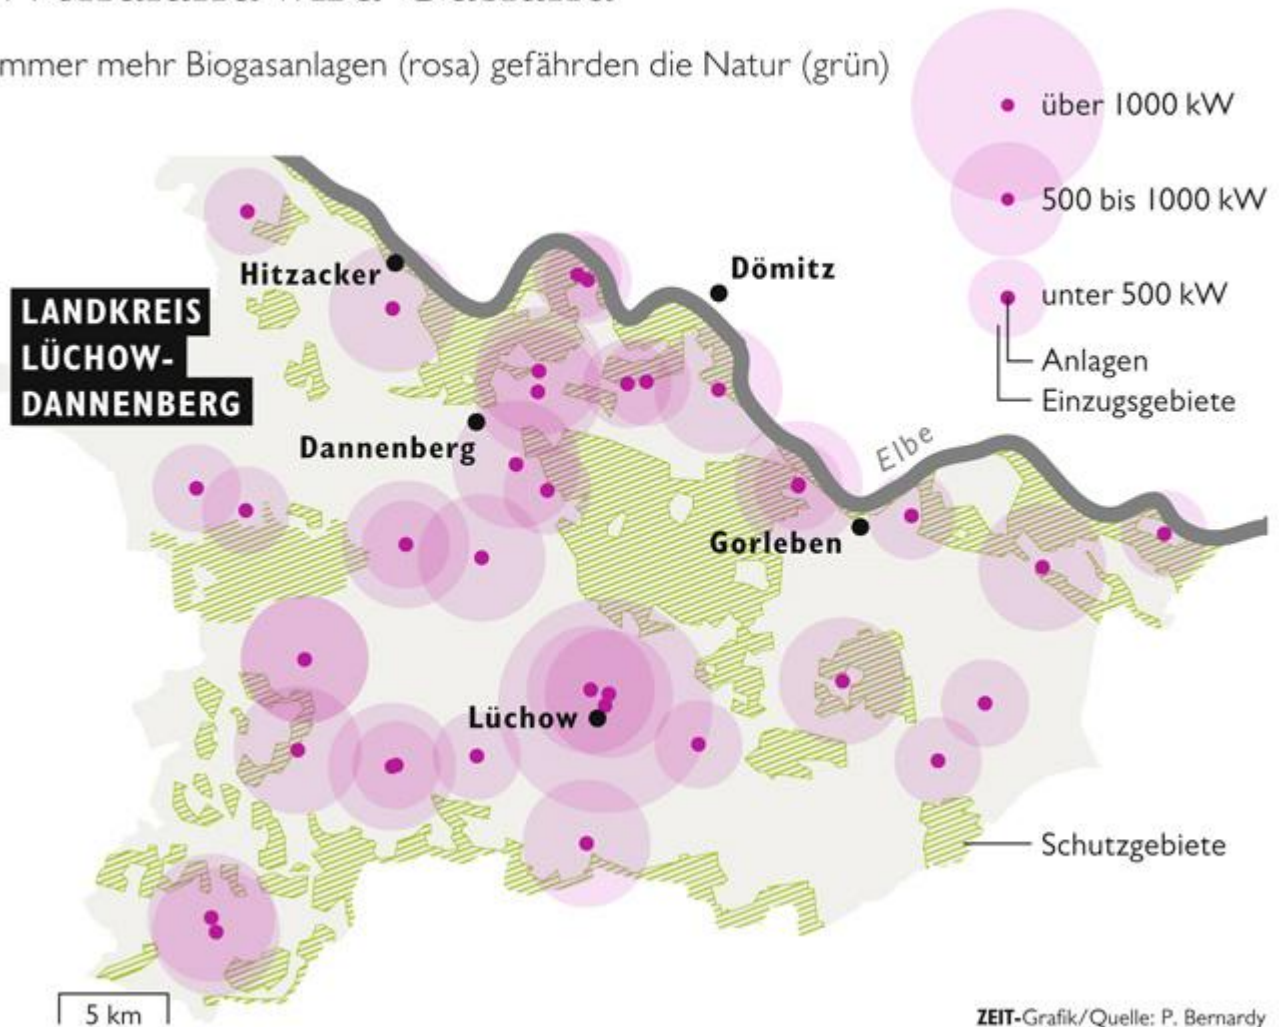 mmer mehr Biogasanlagen (rosa) gefährden die Natur (grün)
über 1000 kW
500 bis 1000 kW
unter 500 kW
Anlagen
Einzugsgebiete
Hitzacker
Dömitz
LANDKREIS
LÜCHOW-
DANNENBERG
Dannenberg
Elbe
Gorleben
Lüchow
Schutzgebiete
5 km
ZEIT-Grafik/Quelle: P. Bernardy